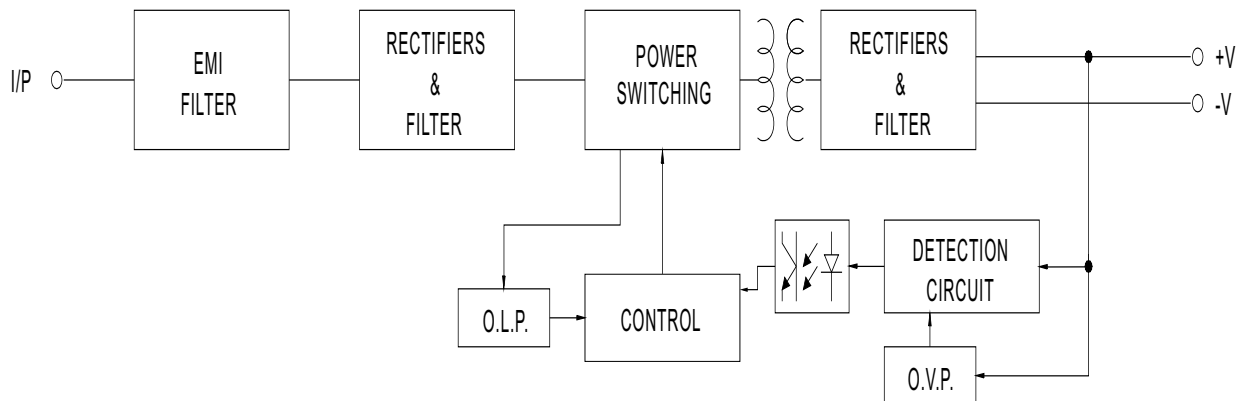 I/P
EMI
FILTER
RECTIFIERS
&
FILTER
POWER
SWITCHING
RECTIFIERS
&
FILTER
+V
-V
O.L.P.
CONTROL
DETECTION
CIRCUIT
O.V.P.